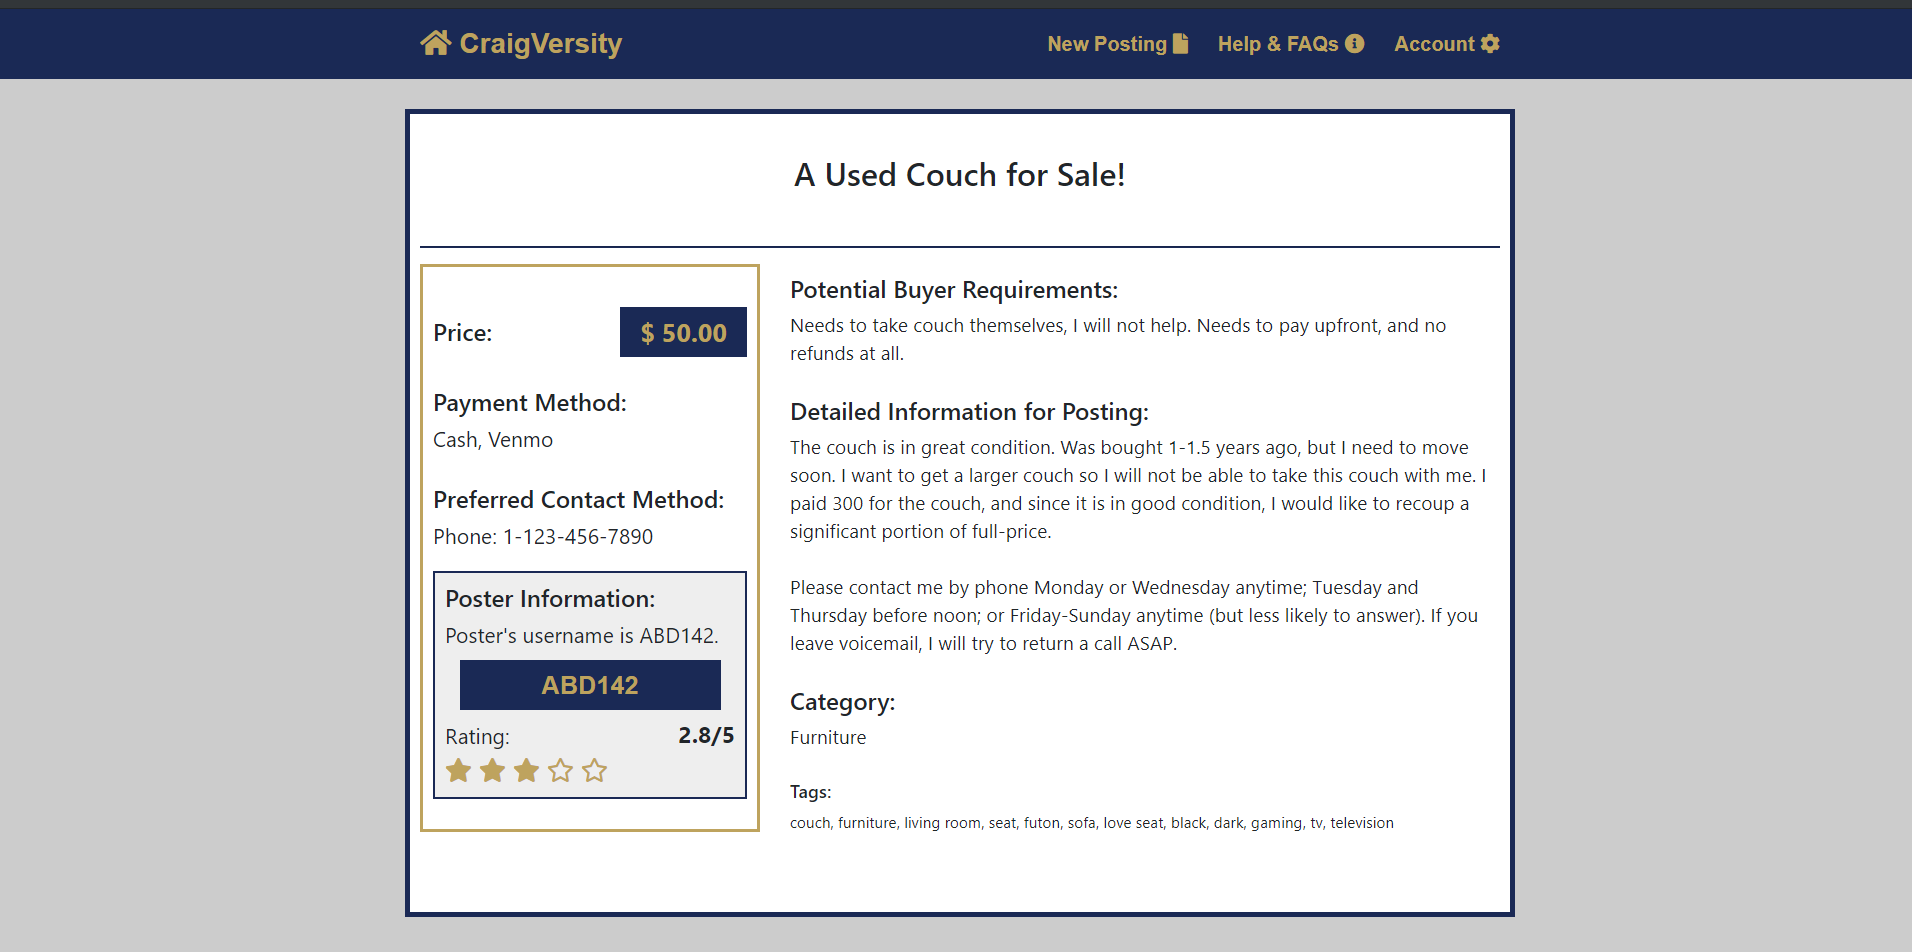 CraigVersity
New Posting
Help & FAQs
Account
A Used Couch for Sale!
Price:
$ 50.00
Payment Method:
Cash, Venmo
Preferred Contact Method:
Phone: 1-123-456-7890
Poster Information:
Poster's username is ABD142.
ABD142
Rating:
2.8/5
Potential Buyer Requirements:
Needs to take couch themselves, I will not help. Needs to pay upfront, and no
refunds at all.
Detailed Information for Posting:
The couch is in great condition. Was bought 1-1.5 years ago, but I need to move
soon. I want to get a larger couch so I will not be able to take this couch with me. I
paid 300 for the couch, and since it is in good condition, I would like to recoup a
significant portion of full-price.
Please contact me by phone Monday or Wednesday anytime; Tuesday and
Thursday before noon; or Friday-Sunday anytime (but less likely to answer). If you
leave voicemail, I will try to return a call ASAP.
Category:
Furniture
Tags:
couch, furniture, living room, seat, futon, sofa, love seat, black, dark, gaming, tv, television